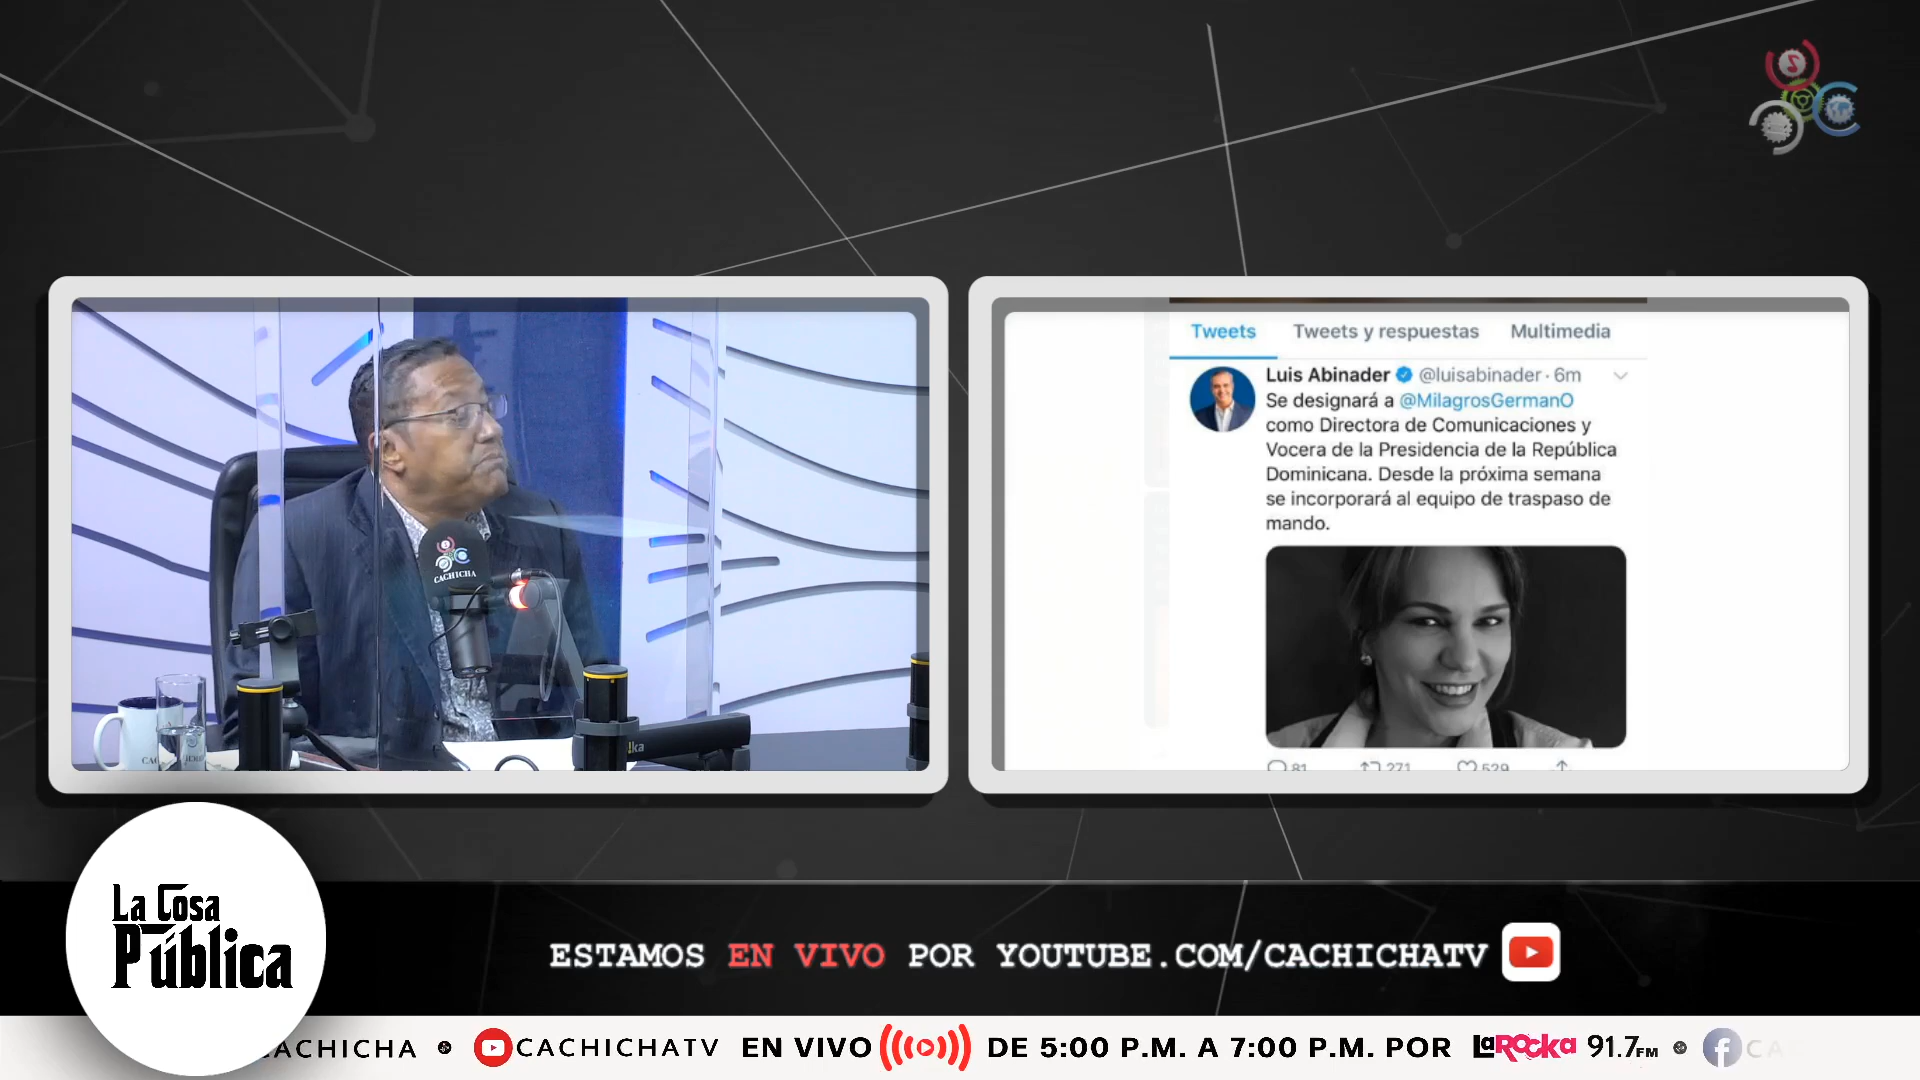 Tweets Tweets y respuestas Multimedia
Luis Abinader @luisabinader · 6m
Se designará a @MilagrosGermanO
como Directora de Comunicaciones y
Vocera de la Presidencia de la República
Dominicana. Desde la próxima semana
se incorporará al equipo de traspaso de
mando.
81 271 529
CACHICHA
La Cosa
Pública
ESTAMOS EN VIVO POR YOUTUBE.COM/CACHICHATV
ACHICHA • CACHICHATV EN VIVO DE 5:00 P.M. A 7:00 P.M. POR LaROCka 91.7FM •